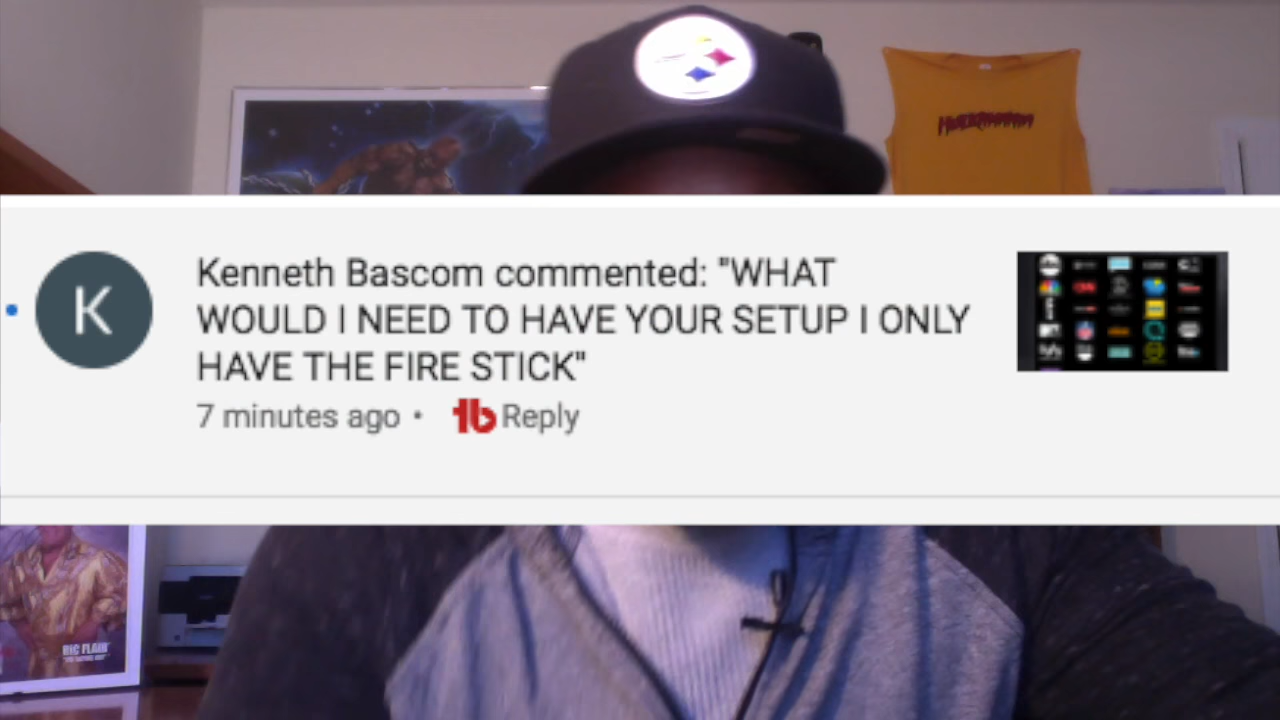 HULKAMANIA
K
Kenneth Bascom commented: "WHAT
WOULD I NEED TO HAVE YOUR SETUP I ONLY
HAVE THE FIRE STICK"
7 minutes ago • tb Reply
RIC FLAIR